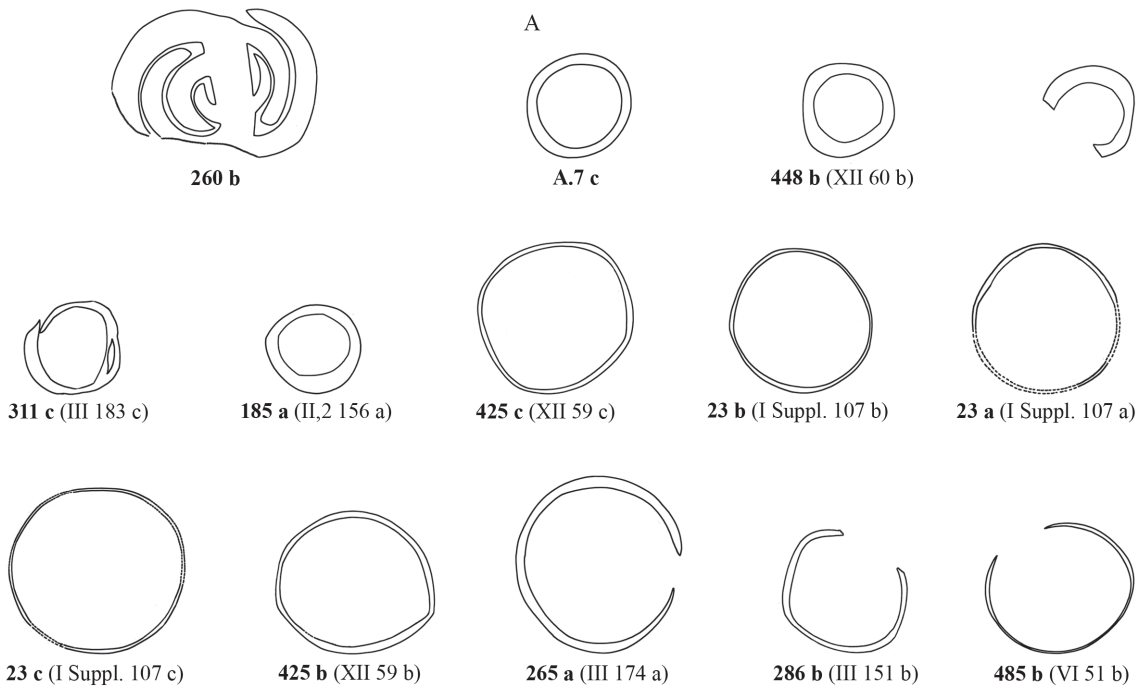 A
260 b
A.7 c
448 b (XII 60 b)
311 c (III 183 c)
185 a (II,2 156 a)
425 c (XII 59 c)
23 b (I Suppl. 107 b)
23 a (I Suppl. 107 a)
23 c (I Suppl. 107 c)
425 b (XII 59 b)
265 a (III 174 a)
286 b (III 151 b)
485 b (VI 51 b)